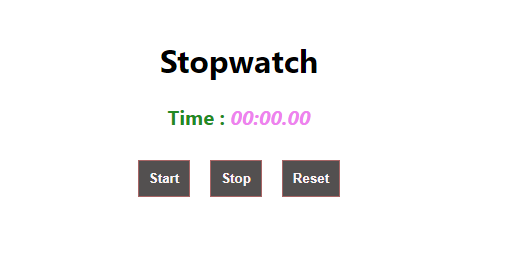 Stopwatch
Time : 00:00.00
Start Stop Reset